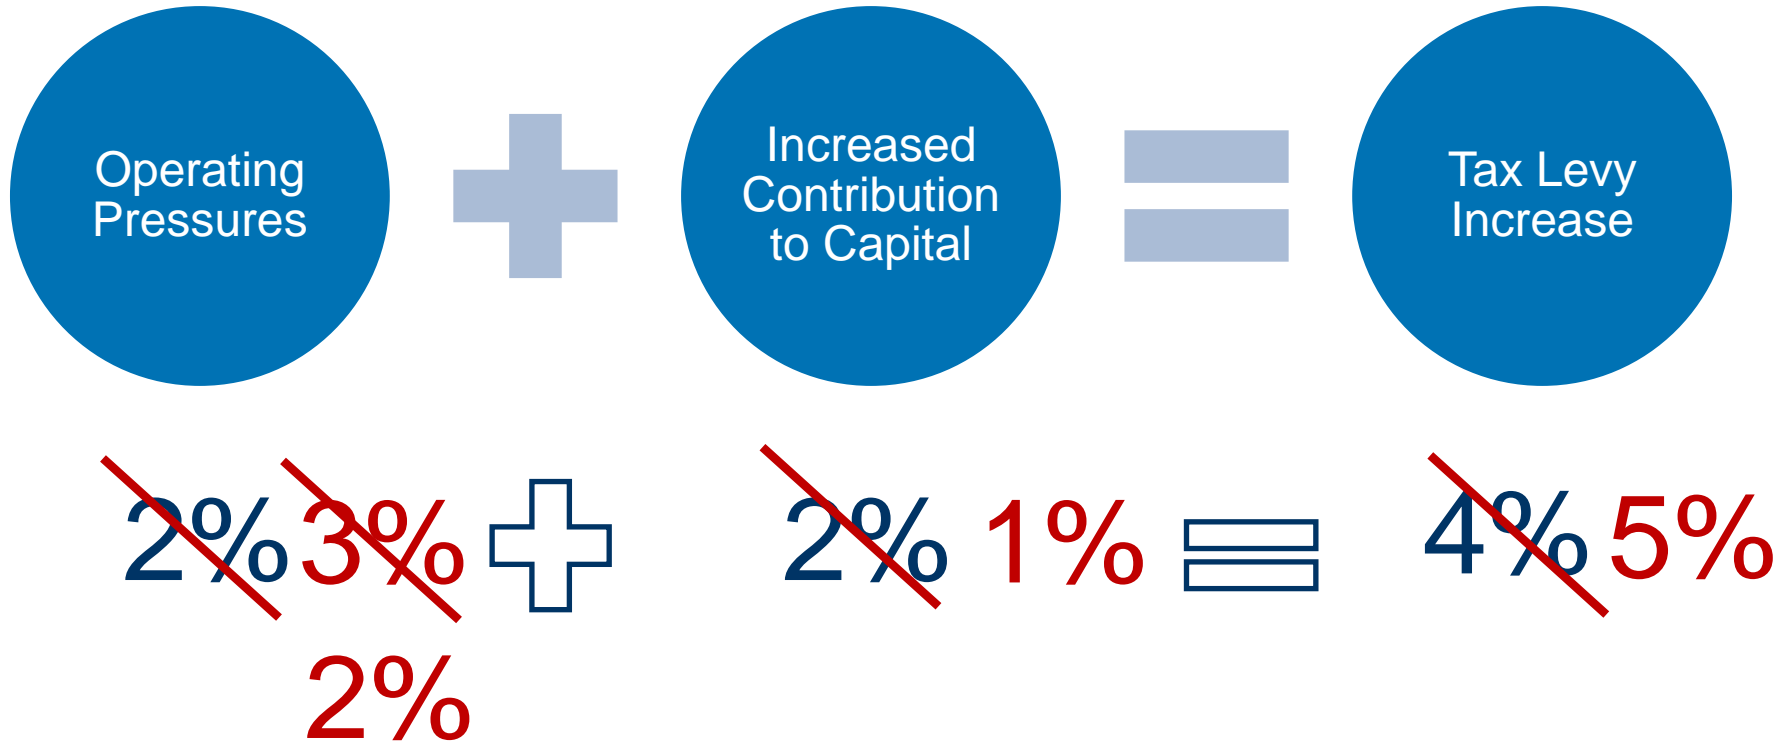 Operating
Pressures
Increased
Contribution
to Capital
Tax Levy
Increase
2% 3% 2% 1% 4% 5%
2%